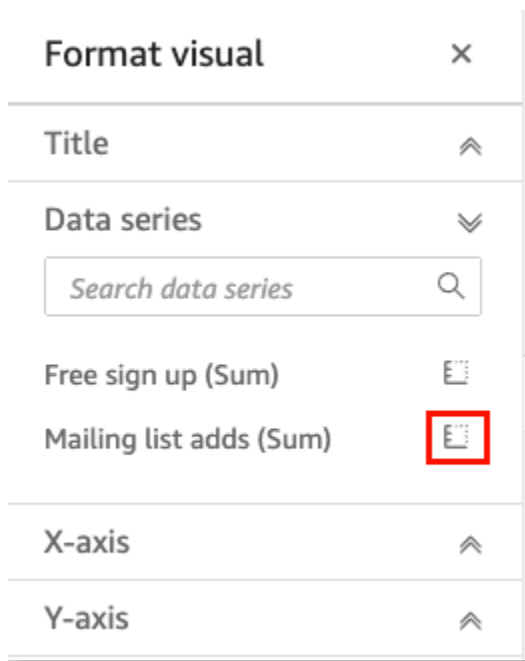 Format visual
Title
Data series
Search data series
Free sign up (Sum)
Mailing list adds (Sum)
X-axis
Y-axis